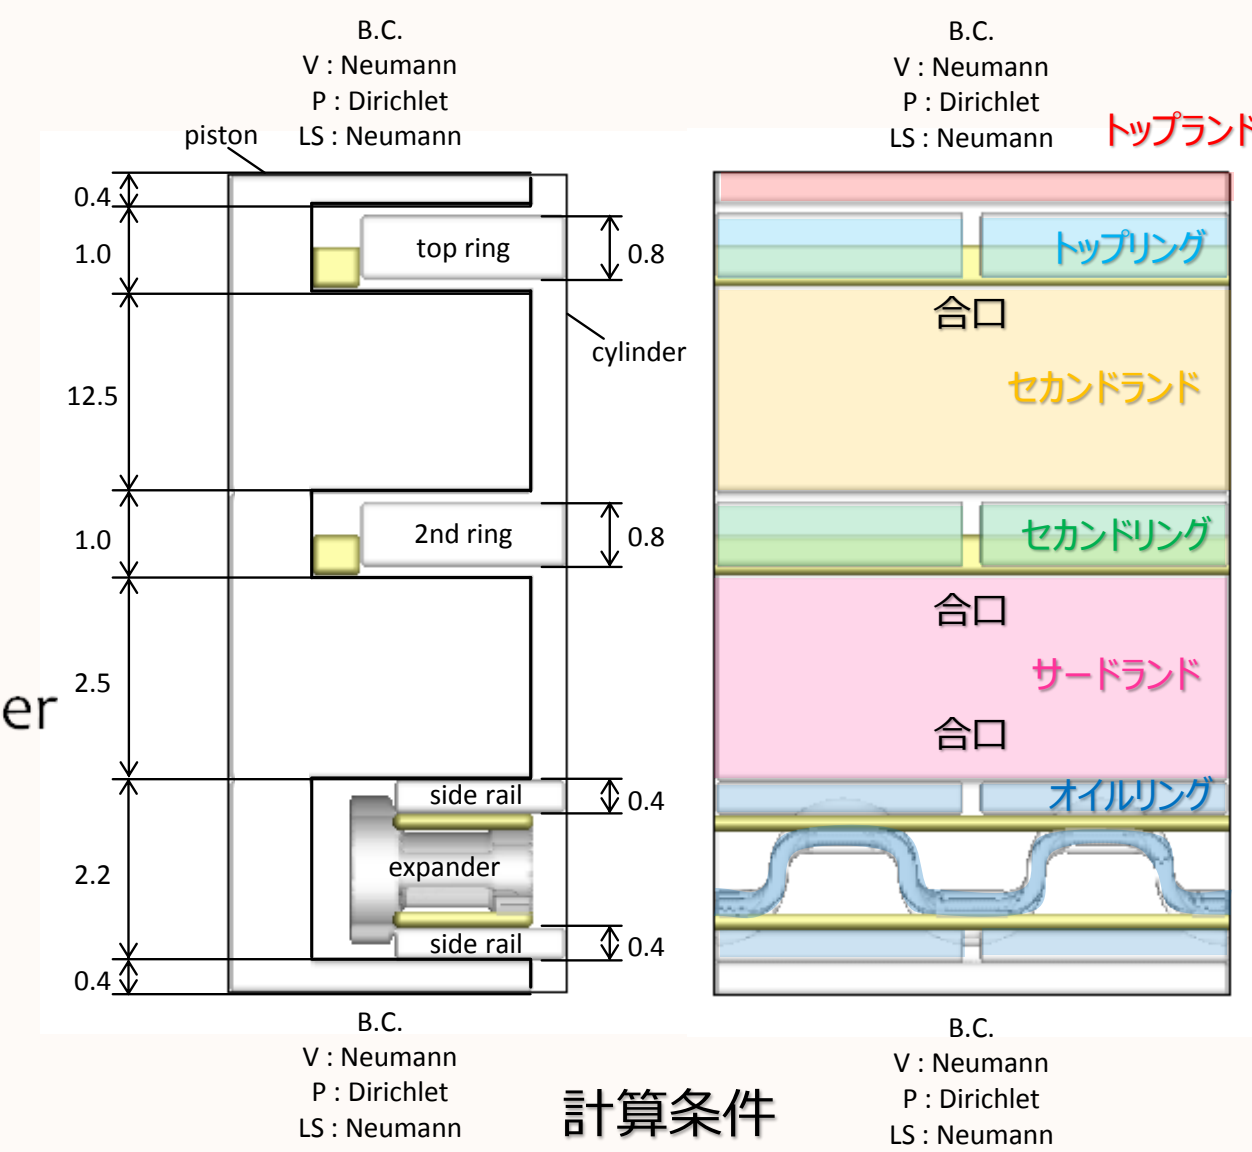 B.C.
V : Neumann
P : Dirichlet
LS : Neumann
piston
0.4
1.0
top ring
0.8
cylinder
12.5
1.0
2nd ring
0.8
2.5
er
side rail
0.4
expander
2.2
side rail
0.4
0.4
B.C.
V : Neumann
P : Dirichlet
LS : Neumann
B.C.
V : Neumann
P : Dirichlet
LS : Neumann
トップランド
トップリング
合口
セカンドランド
セカンドリング
合口
サードランド
合口
オイルリング
B.C.
V : Neumann
P : Dirichlet
LS : Neumann
計算条件